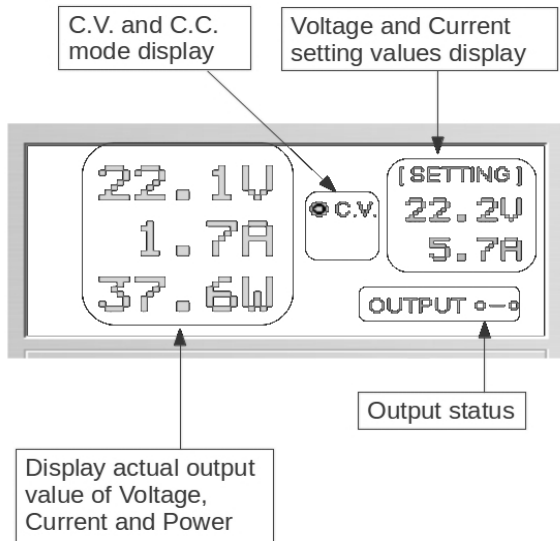 C.V. and C.C.
mode display
Voltage and Current
setting values display
22.1V
1.7A
37.6W
C.V.
[SETTING]
22.2V
5.7A
OUTPUT
Output status
Display actual output
value of Voltage,
Current and Power